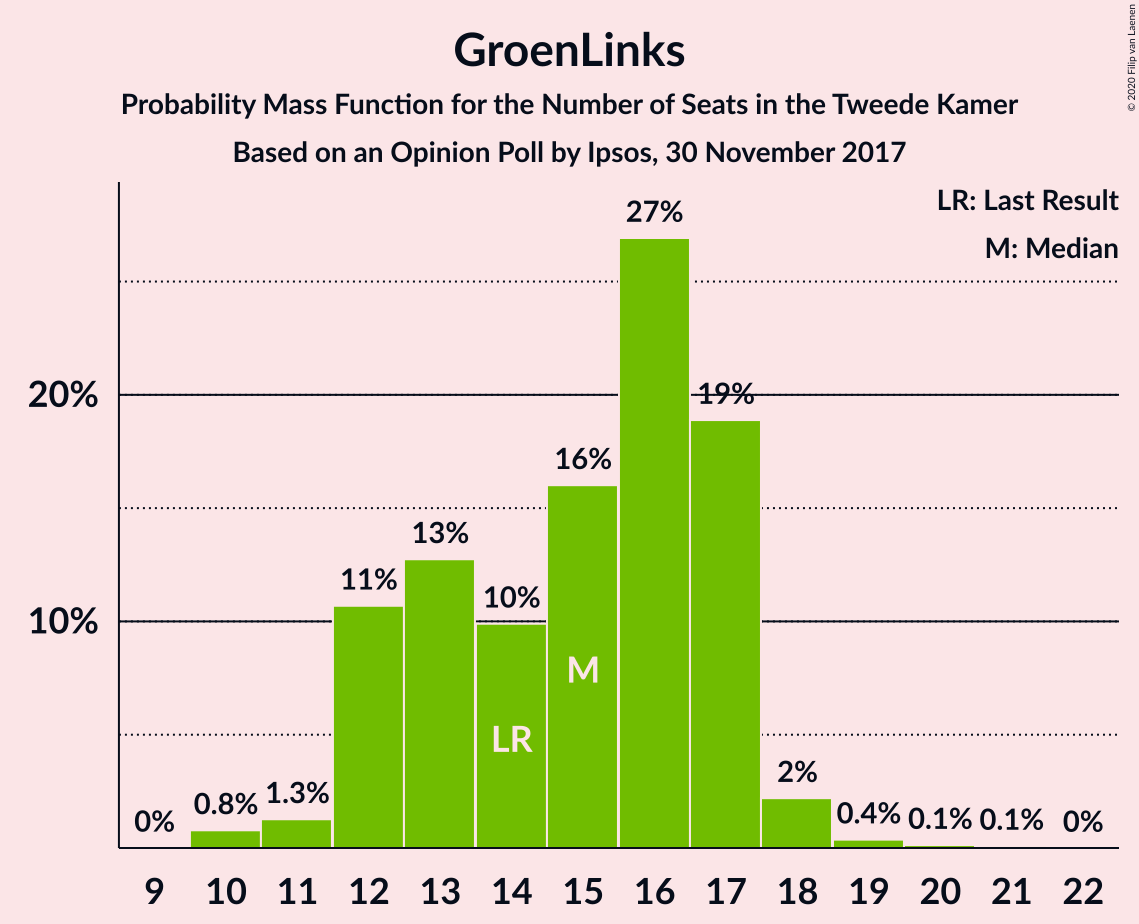 GroenLinks
Probability Mass Function for the Number of Seats in the Tweede Kamer
Based on an Opinion Poll by Ipsos, 30 November 2017
© 2020 Filip van Laenen
LR: Last Result
M: Median
27%
20%
19%
16%
13%
11%
10%
10%
M
LR
2%
1.3%
0.8%
0%
0.4%
0.1%
0.1%
0%
9 10 11 12 13 14 15 16 17 18 19 20 21 22